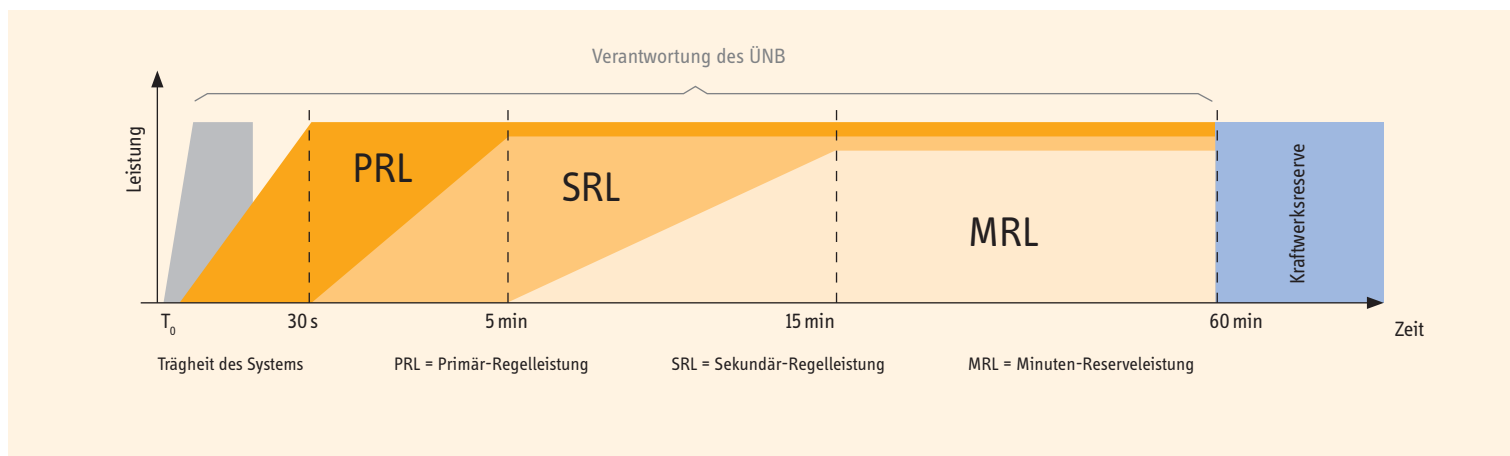 Verantwortung des ÜNB
Leistung
PRL
SRL
MRL
Kraftwerksreserve
T0 30 s 5 min 15 min 60 min Zeit
Trägheit des Systems PRL = Primär-Regelleistung SRL = Sekundär-Regelleistung MRL = Minuten-Reserveleistung